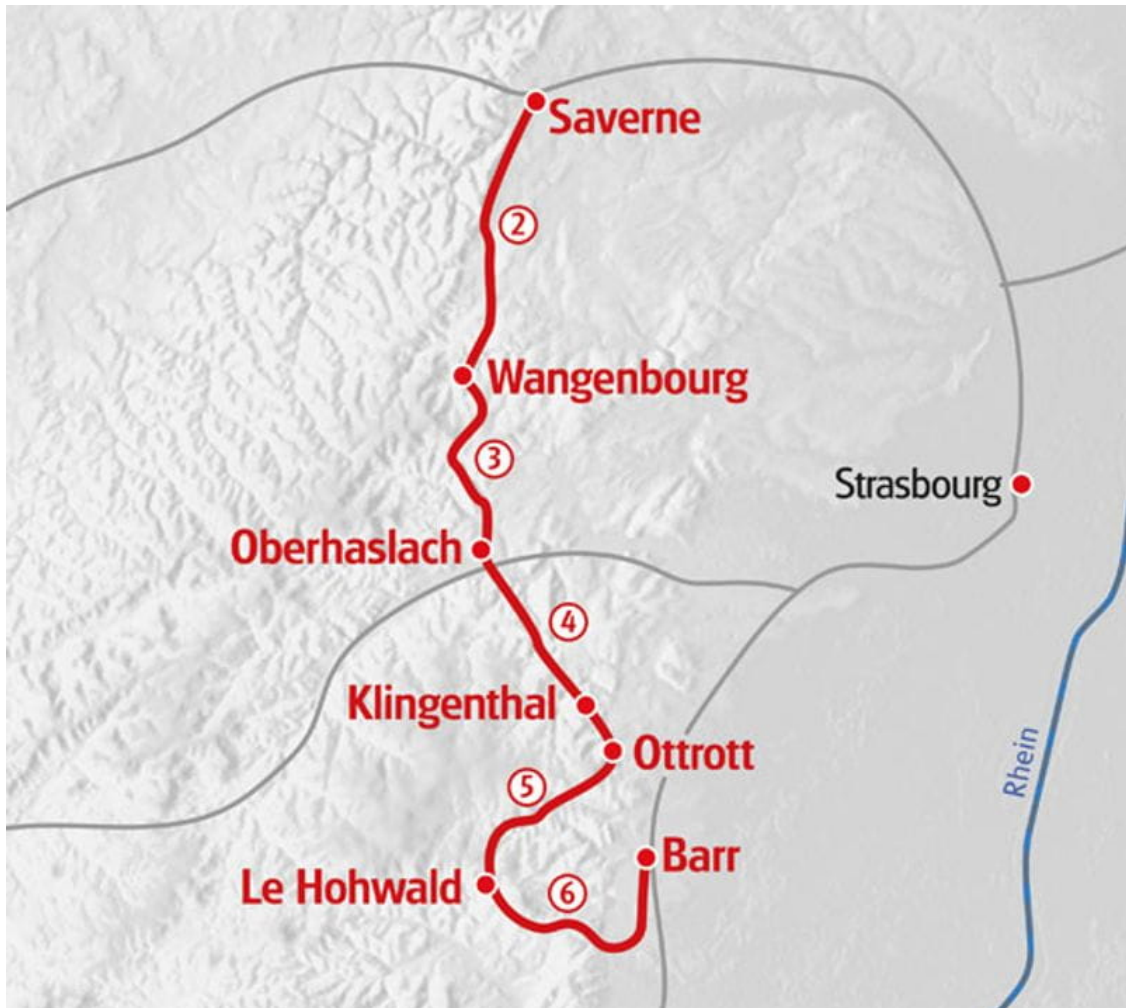 Saverne
2
Wangenbourg
3
Strasbourg
Oberhaslach
4
Klingenthal
Ottrott
Rhein
5
Barr
Le Hohwald
6